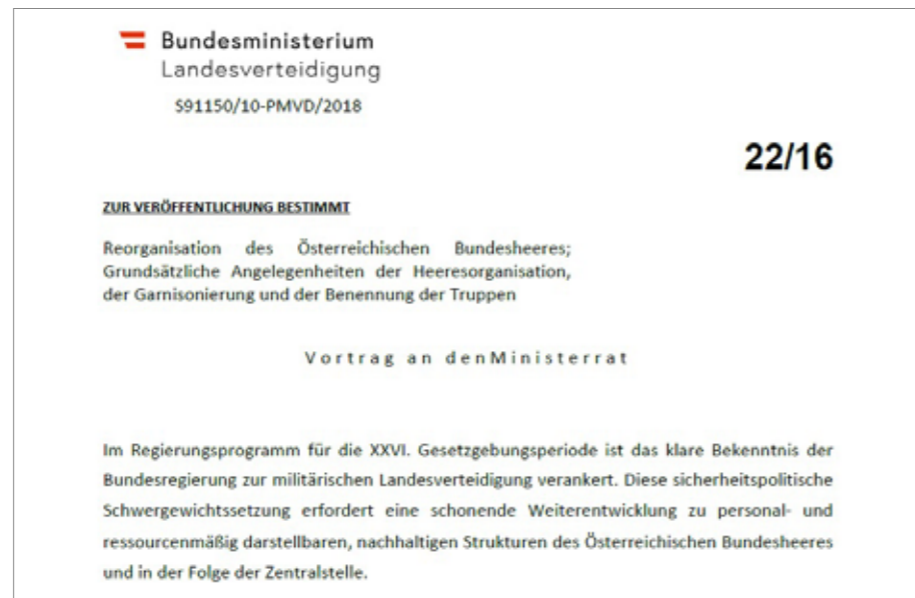 Bundesministerium
Landesverteidigung
S91150/10-PMVD/2018
22/16
ZUR VERÖFFENTLICHUNG BESTIMMT
Reorganisation des Österreichischen Bundesheeres;
Grundsätzliche Angelegenheiten der Heeresorganisation,
der Garnisonierung und der Benennung der Truppen
Vortrag an denMinisterrat
Im Regierungsprogramm für die XXVI. Gesetzgebungsperiode ist das klare Bekenntnis der
Bundesregierung zur militärischen Landesverteidigung verankert. Diese sicherheitspolitische
Schwergewichtssetzung erfordert eine schonende Weiterentwicklung zu personal- und
ressourcenmäßig darstellbaren, nachhaltigen Strukturen des Österreichischen Bundesheeres
und in der Folge der Zentralstelle.